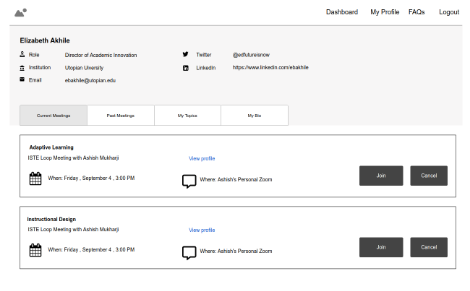 Dashboard My Profile FAQs Logout
Elizabeth Akhile
Role Director of Academic Innovation Twitter @edfuturesnow
Institution Utopian University LinkedIn https://www.linkedin.com/ebakhile
Email ebakhile@utopian.edu
Current Meetings Past Meetings My Topics My Bio
Adaptive Learning
ISTE Loop Meeting with Ashish Mukharji View profile
When: Friday , September 4 , 3:00 PM Where: Ashish's Personal Zoom Join Cancel
Instructional Design
ISTE Loop Meeting with Ashish Mukharji View profile
When: Friday , September 4 , 3:00 PM Where: Ashish's Personal Zoom Join Cancel